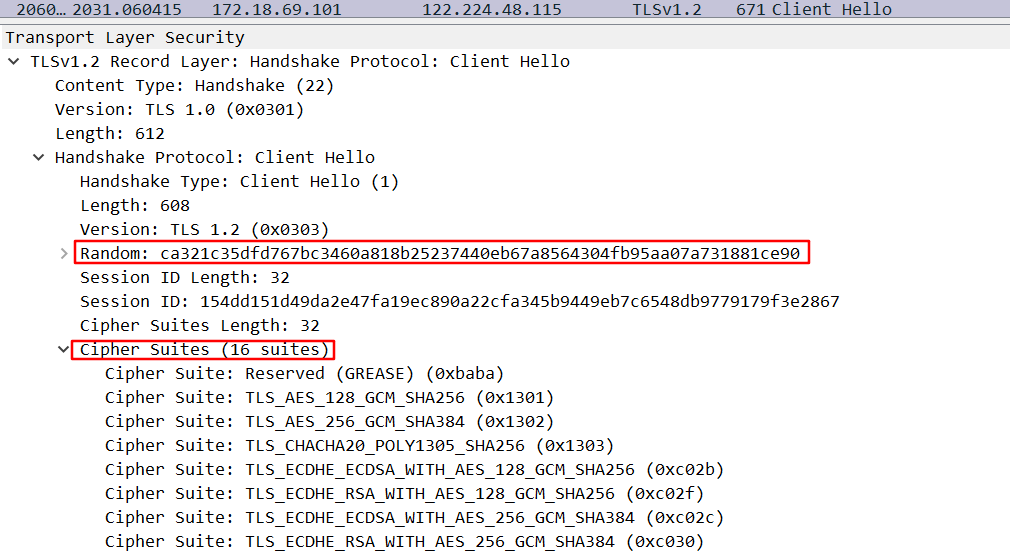 2060… 2031.060415 172.18.69.101 122.224.48.115 TLSv1.2 671 Client Hello
Transport Layer Security
TLSv1.2 Record Layer: Handshake Protocol: Client Hello
Content Type: Handshake (22)
Version: TLS 1.0 (0x0301)
Length: 612
Handshake Protocol: Client Hello
Handshake Type: Client Hello (1)
Length: 608
Version: TLS 1.2 (0x0303)
Random: ca321c35dfd767bc3460a818b25237440eb67a8564304fb95aa07a731881ce90
Session ID Length: 32
Session ID: 154dd151d49da2e47fa19ec890a22cfa345b9449eb7c6548db9779179f3e2867
Cipher Suites Length: 32
Cipher Suites (16 suites)
Cipher Suite: Reserved (GREASE) (0xbaba)
Cipher Suite: TLS_AES_128_GCM_SHA256 (0x1301)
Cipher Suite: TLS_AES_256_GCM_SHA384 (0x1302)
Cipher Suite: TLS_CHACHA20_POLY1305_SHA256 (0x1303)
Cipher Suite: TLS_ECDHE_ECDSA_WITH_AES_128_GCM_SHA256 (0xc02b)
Cipher Suite: TLS_ECDHE_RSA_WITH_AES_128_GCM_SHA256 (0xc02f)
Cipher Suite: TLS_ECDHE_ECDSA_WITH_AES_256_GCM_SHA384 (0xc02c)
Cipher Suite: TLS_ECDHE_RSA_WITH_AES_256_GCM_SHA384 (0xc030)